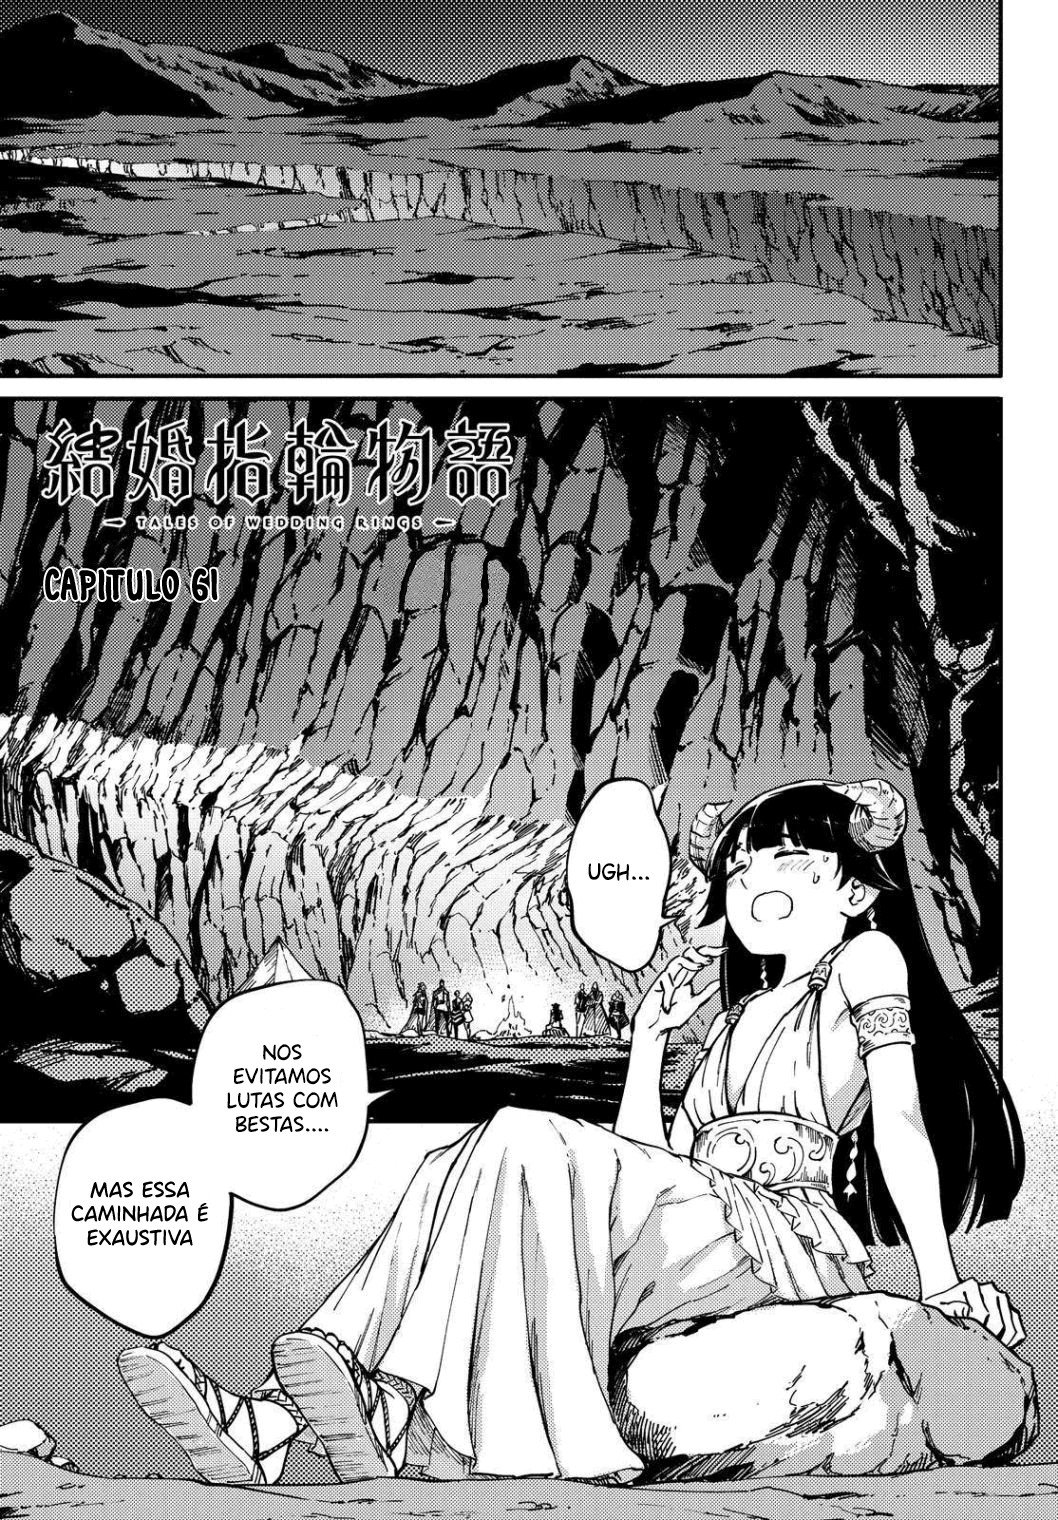 結婚指輪物語
TALES OF WEDDING RINGS
CAPITULO 61
UGH...
NOS
EVITAMOS
LUTAS COM
BESTAS....
MAS ESSA
CAMINHADA É
EXAUSTIVA